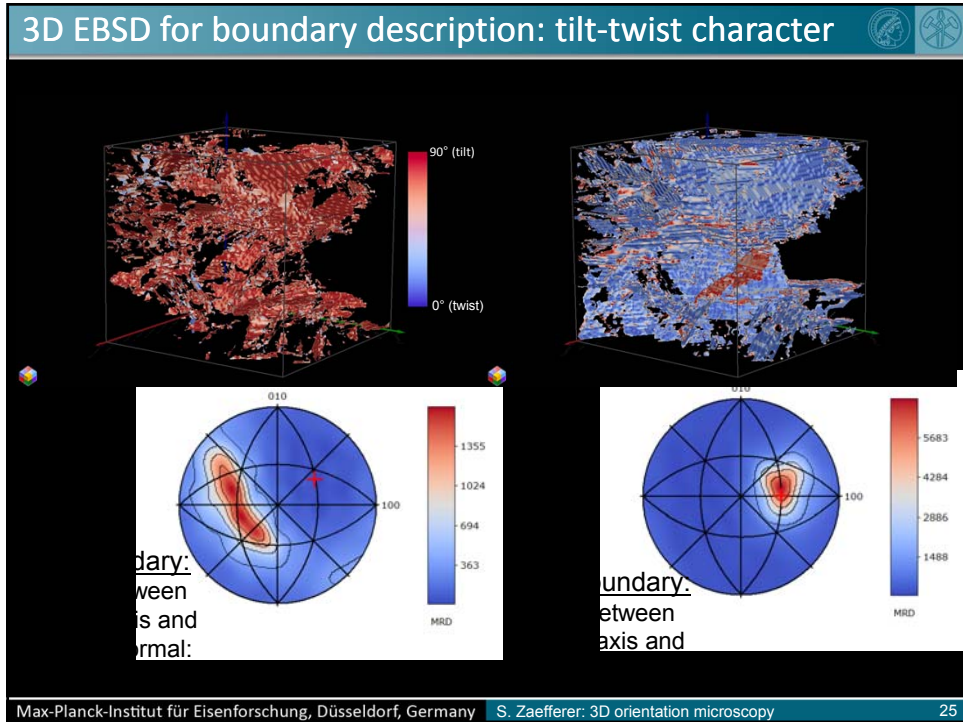 3D EBSD for boundary description: tilt-twist character
90° (tilt)
0° (twist)
010
100
1355
1024
694
363
MRD
dary:
ween
is and
ormal:
010
100
5683
4284
2886
1488
MRD
oundary:
etween
axis and
Max-Planck-Institut für Eisenforschung, Düsseldorf, Germany
S. Zaefferer: 3D orientation microscopy
25